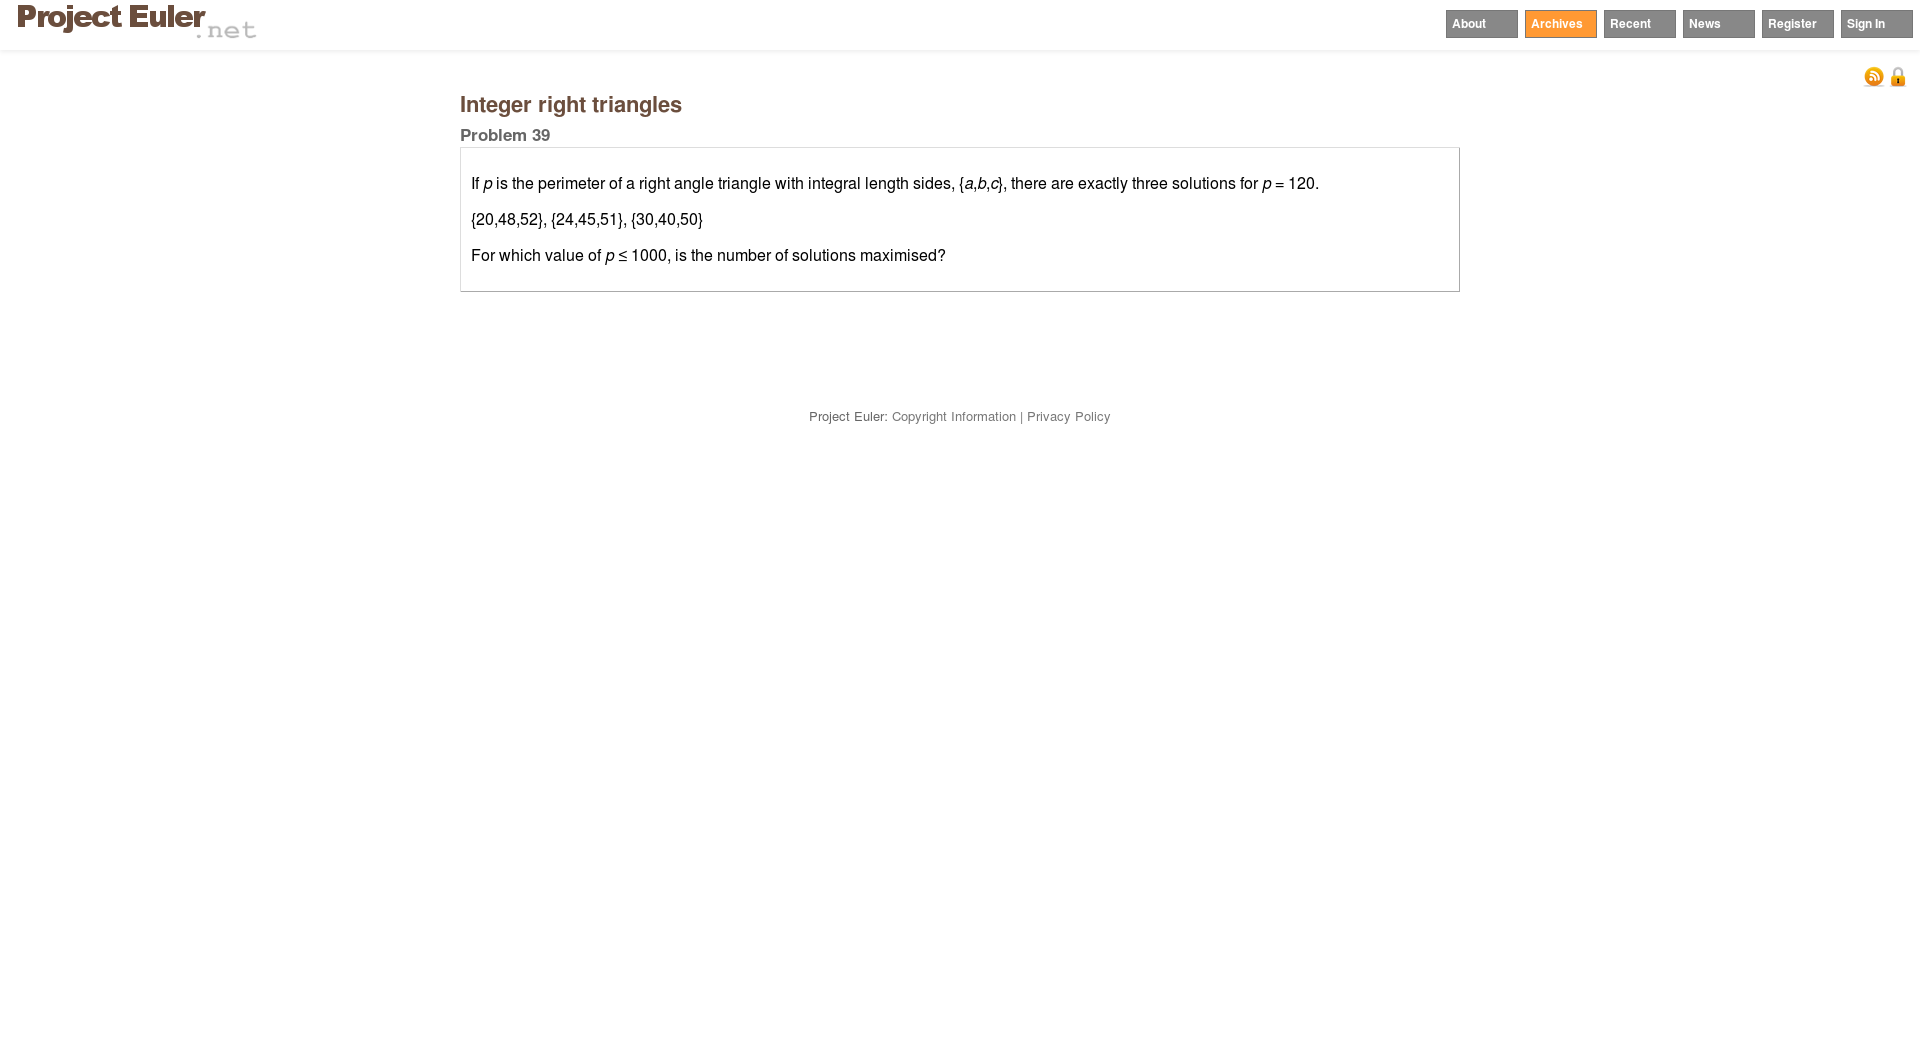 Project Euler.net
About Archives Recent News Register Sign In
Integer right triangles
Problem 39
If p is the perimeter of a right angle triangle with integral length sides, {a,b,c}, there are exactly three solutions for p = 120.
{20,48,52}, {24,45,51}, {30,40,50}
For which value of p ≤ 1000, is the number of solutions maximised?
Project Euler: Copyright Information | Privacy Policy